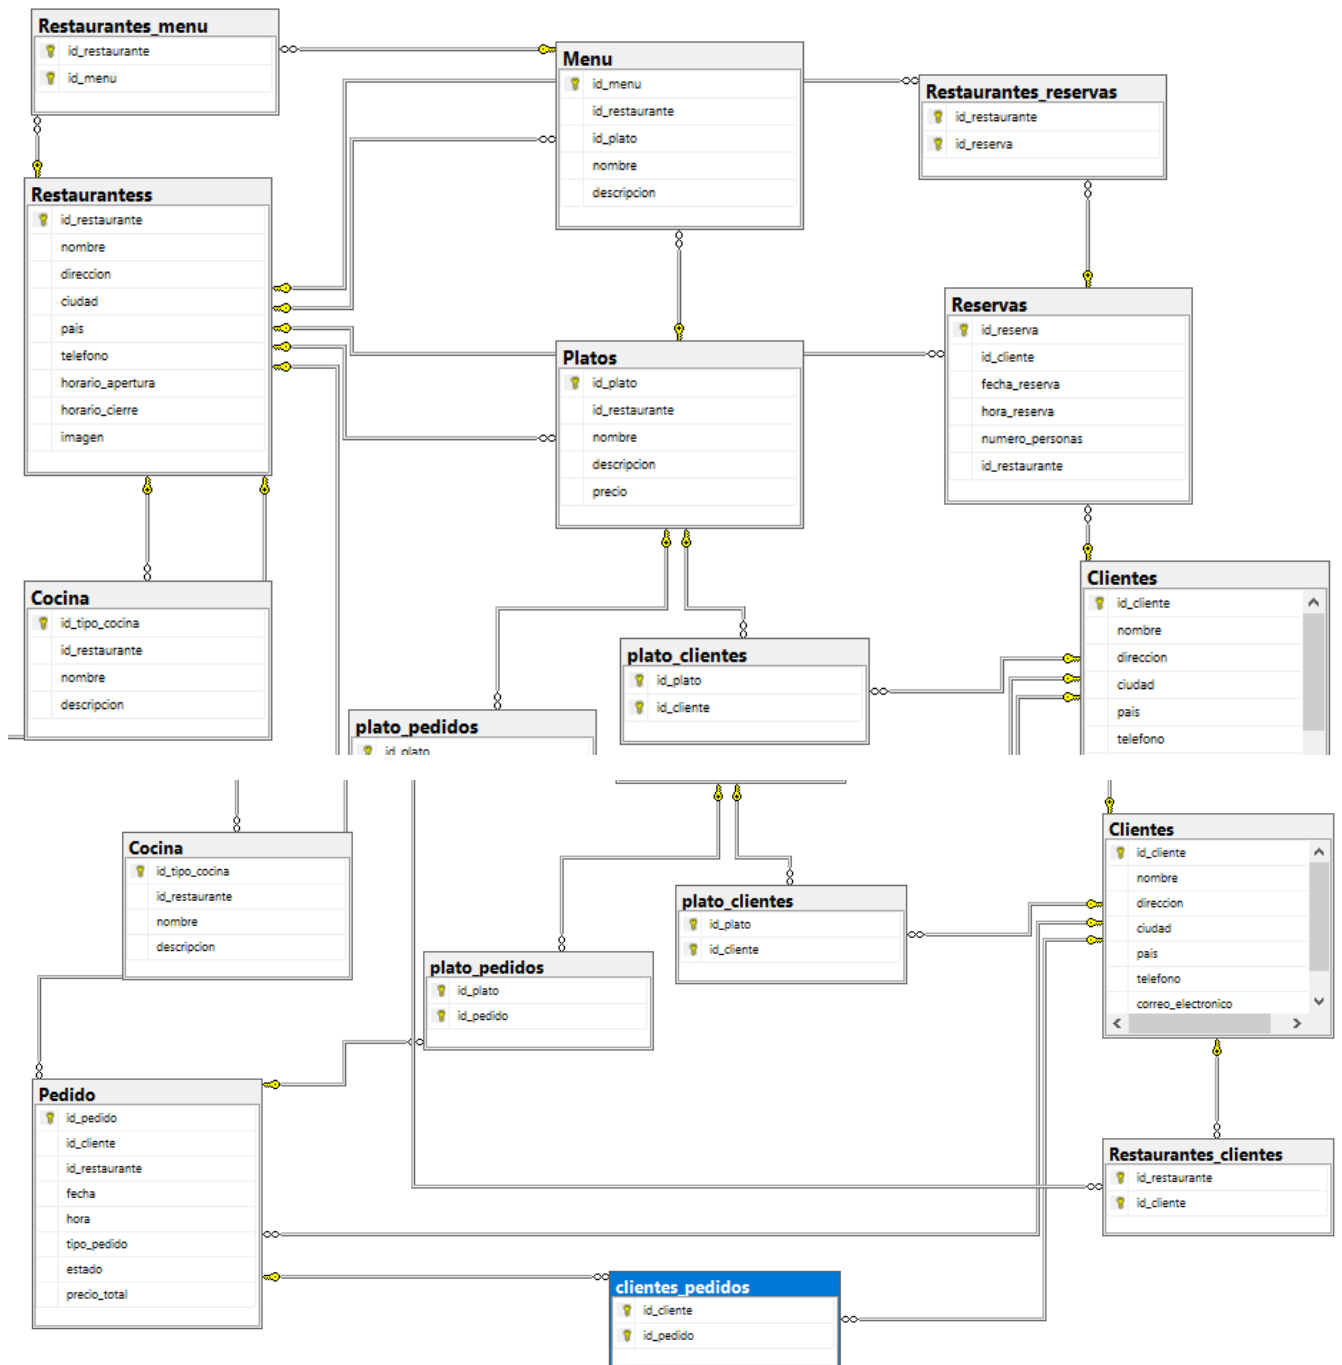 Restaurantes_menu
id_restaurante
id_menu
Menu
id_menu
id_restaurante
id_plato
nombre
descripcion
Restaurantes_reservas
id_restaurante
id_reserva
Restaurantess
id_restaurante
nombre
direccion
ciudad
pais
telefono
horario_apertura
horario_cierre
imagen
Platos
id_plato
id_restaurante
nombre
descripcion
precio
Reservas
id_reserva
id_cliente
fecha_reserva
hora_reserva
numero_personas
id_restaurante
Cocina
id_tipo_cocina
id_restaurante
nombre
descripcion
plato_clientes
id_plato
id_cliente
Clientes
id_cliente
nombre
direccion
ciudad
pais
telefono
plato_pedidos
id_plato
Cocina
id_tipo_cocina
id_restaurante
nombre
descripcion
plato_clientes
id_plato
id_cliente
Clientes
id_cliente
nombre
direccion
ciudad
pais
telefono
correo_electronico
plato_pedidos
id_plato
id_pedido
Pedido
id_pedido
id_cliente
id_restaurante
fecha
hora
tipo_pedido
estado
precio_total
Restaurantes_clientes
id_restaurante
id_cliente
clientes_pedidos
id_cliente
id_pedido